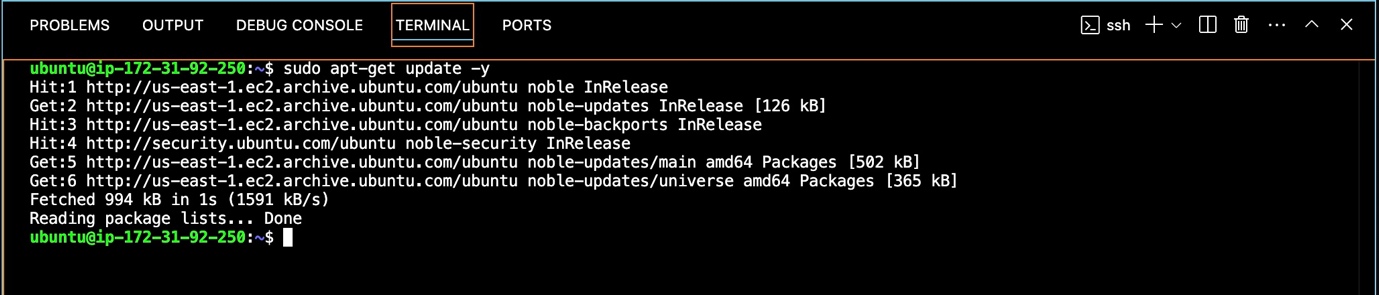 PROBLEMS OUTPUT DEBUG CONSOLE TERMINAL PORTS ssh
ubuntu@ip-172-31-92-250:~$ sudo apt-get update -y
Hit:1 http://us-east-1.ec2.archive.ubuntu.com/ubuntu noble InRelease
Get:2 http://us-east-1.ec2.archive.ubuntu.com/ubuntu noble-updates InRelease [126 kB]
Hit:3 http://us-east-1.ec2.archive.ubuntu.com/ubuntu noble-backports InRelease
Hit:4 http://security.ubuntu.com/ubuntu noble-security InRelease
Get:5 http://us-east-1.ec2.archive.ubuntu.com/ubuntu noble-updates/main amd64 Packages [502 kB]
Get:6 http://us-east-1.ec2.archive.ubuntu.com/ubuntu noble-updates/universe amd64 Packages [365 kB]
Fetched 994 kB in 1s (1591 kB/s)
Reading package lists... Done
ubuntu@ip-172-31-92-250:~$